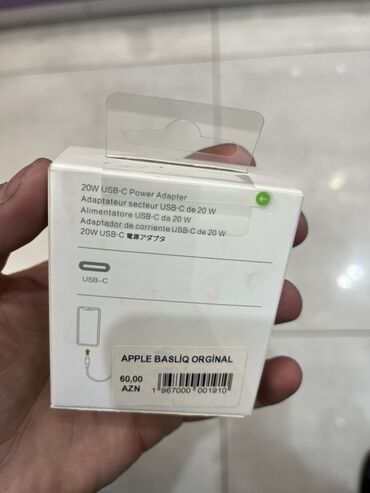 20W USB-C Power Adapter
Adaptateur secteur USB-C de 20 W
Alimentatore USB-C da 20 W
Adaptador de corriente USB-C de 20 W
20W USB-C 電源アダプタ
USB-C
APPLE BASLİQ ORGİNAL
60,00
AZN
1 967000 001910